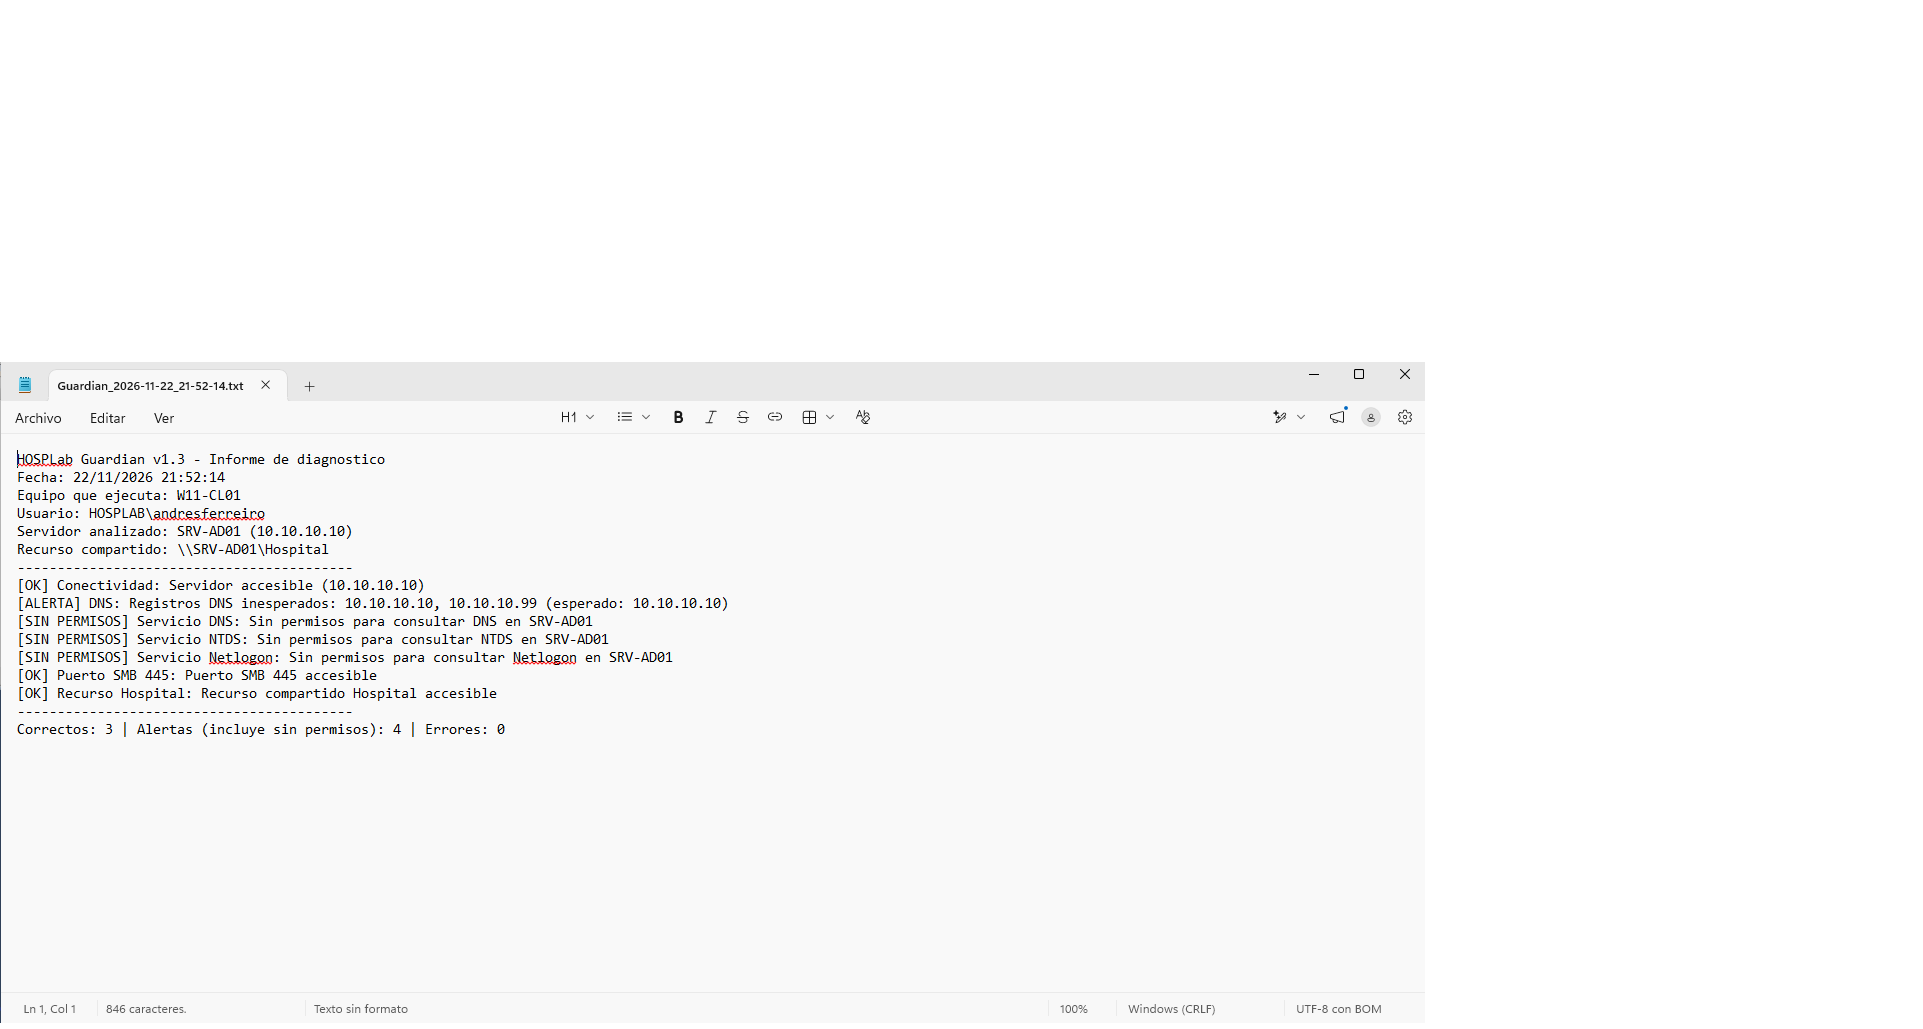 Guardian_2026-11-22_21-52-14.txt
Archivo Editar Ver H1 B I S
HOSPLab Guardian v1.3 - Informe de diagnostico
Fecha: 22/11/2026 21:52:14
Equipo que ejecuta: W11-CL01
Usuario: HOSPLAB\andresferreiro
Servidor analizado: SRV-AD01 (10.10.10.10)
Recurso compartido: \\SRV-AD01\Hospital
------------------------------------------
[OK] Conectividad: Servidor accesible (10.10.10.10)
[ALERTA] DNS: Registros DNS inesperados: 10.10.10.10, 10.10.10.99 (esperado: 10.10.10.10)
[SIN PERMISOS] Servicio DNS: Sin permisos para consultar DNS en SRV-AD01
[SIN PERMISOS] Servicio NTDS: Sin permisos para consultar NTDS en SRV-AD01
[SIN PERMISOS] Servicio Netlogon: Sin permisos para consultar Netlogon en SRV-AD01
[OK] Puerto SMB 445: Puerto SMB 445 accesible
[OK] Recurso Hospital: Recurso compartido Hospital accesible
------------------------------------------
Correctos: 3 | Alertas (incluye sin permisos): 4 | Errores: 0
Ln 1, Col 1 846 caracteres. Texto sin formato 100% Windows (CRLF) UTF-8 con BOM